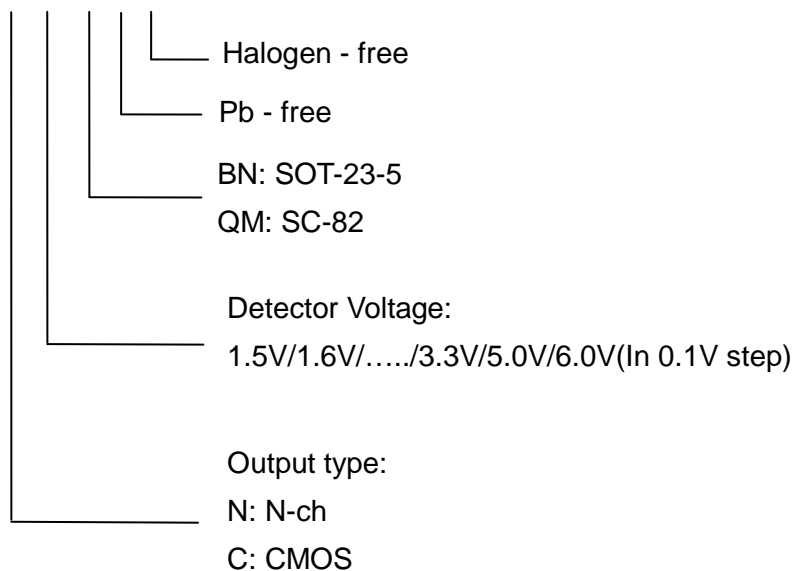 Halogen - free
Pb - free
BN: SOT-23-5
QM: SC-82
Detector Voltage:
1.5V/1.6V/…../3.3V/5.0V/6.0V(In 0.1V step)
Output type:
N: N-ch
C: CMOS